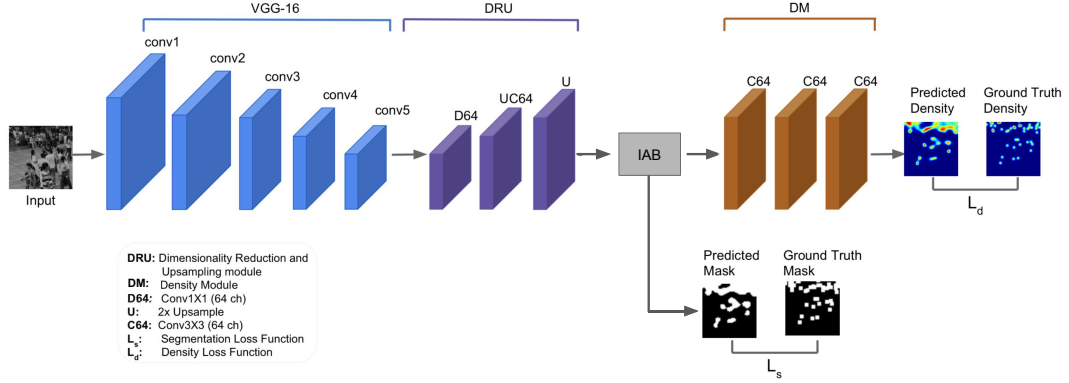 VGG-16
DRU
DM
conv1
conv2
conv3
conv4
conv5
D64
UC64
U
C64
C64
C64
Input
IAB
Predicted
Density
Ground Truth
Density
L_d
Predicted
Mask
Ground Truth
Mask
L_s
DRU: Dimensionality Reduction and
Upsampling module
DM: Density Module
D64: Conv1X1 (64 ch)
U: 2x Upsample
C64: Conv3X3 (64 ch)
L_s: Segmentation Loss Function
L_d: Density Loss Function